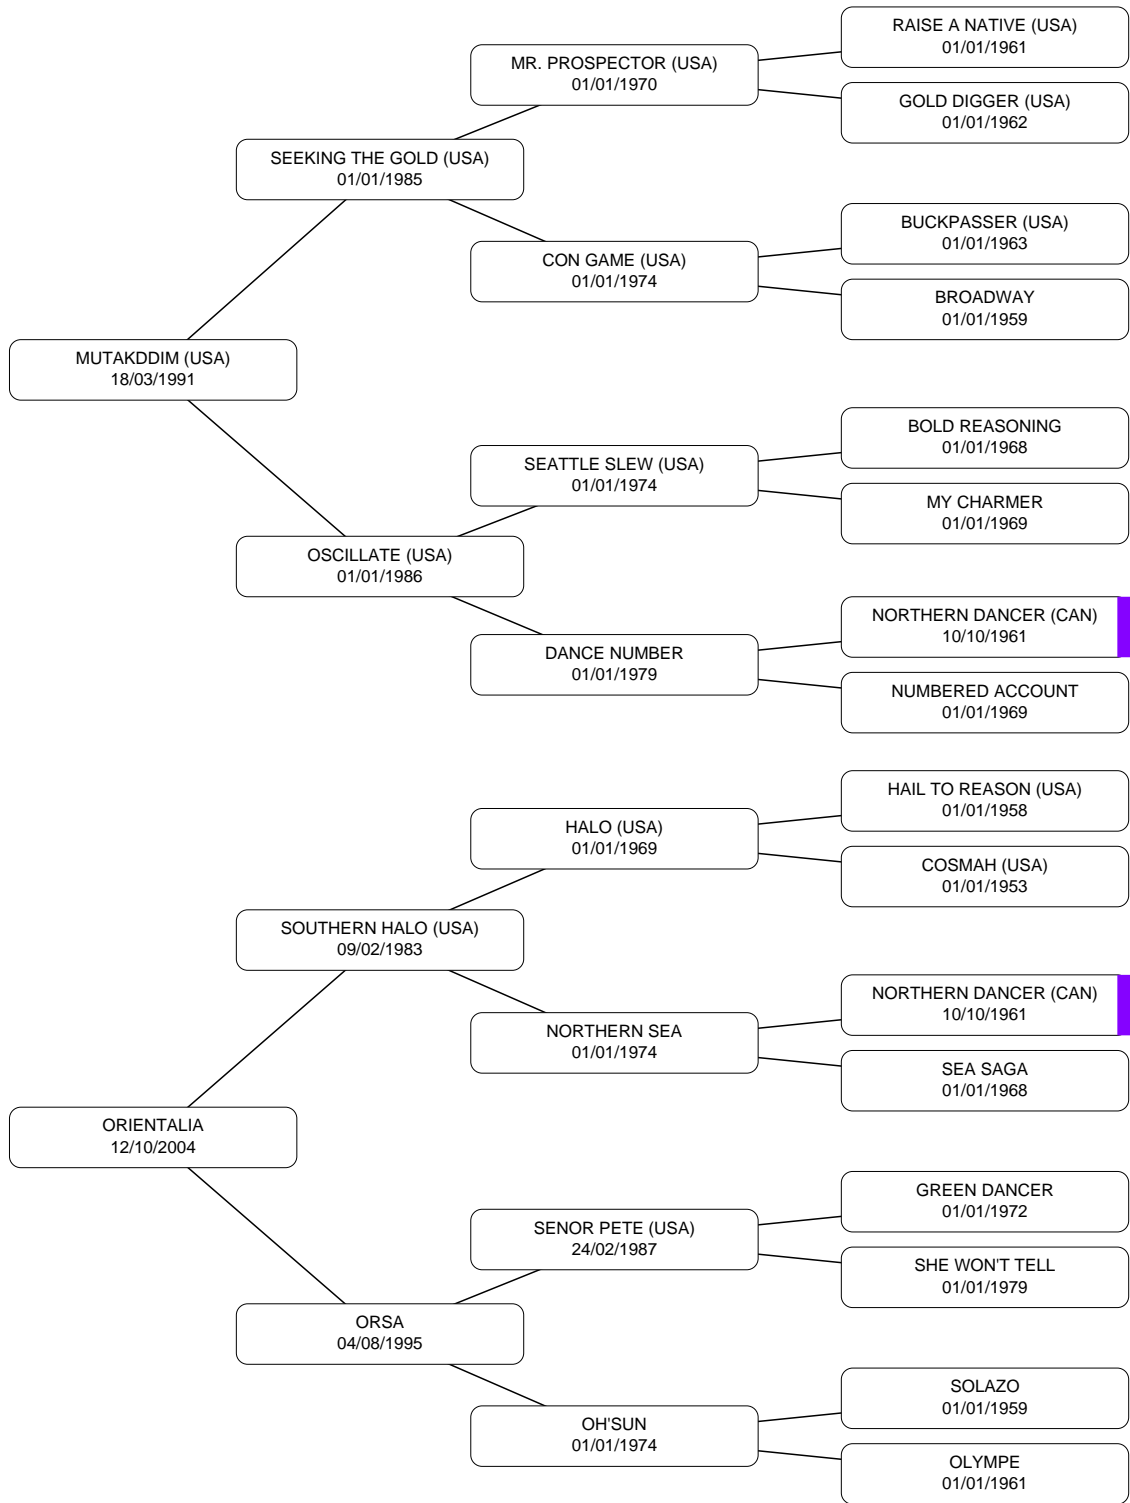 RAISE A NATIVE (USA)
01/01/1961
MR. PROSPECTOR (USA)
01/01/1970
GOLD DIGGER (USA)
01/01/1962
SEEKING THE GOLD (USA)
01/01/1985
BUCKPASSER (USA)
01/01/1963
CON GAME (USA)
01/01/1974
BROADWAY
01/01/1959
MUTAKDDIM (USA)
18/03/1991
BOLD REASONING
01/01/1968
SEATTLE SLEW (USA)
01/01/1974
MY CHARMER
01/01/1969
OSCILLATE (USA)
01/01/1986
NORTHERN DANCER (CAN)
10/10/1961
DANCE NUMBER
01/01/1979
NUMBERED ACCOUNT
01/01/1969
HAIL TO REASON (USA)
01/01/1958
HALO (USA)
01/01/1969
COSMAH (USA)
01/01/1953
SOUTHERN HALO (USA)
09/02/1983
NORTHERN DANCER (CAN)
10/10/1961
NORTHERN SEA
01/01/1974
SEA SAGA
01/01/1968
ORIENTALIA
12/10/2004
GREEN DANCER
01/01/1972
SENOR PETE (USA)
24/02/1987
SHE WON'T TELL
01/01/1979
ORSA
04/08/1995
SOLAZO
01/01/1959
OH'SUN
01/01/1974
OLYMPE
01/01/1961